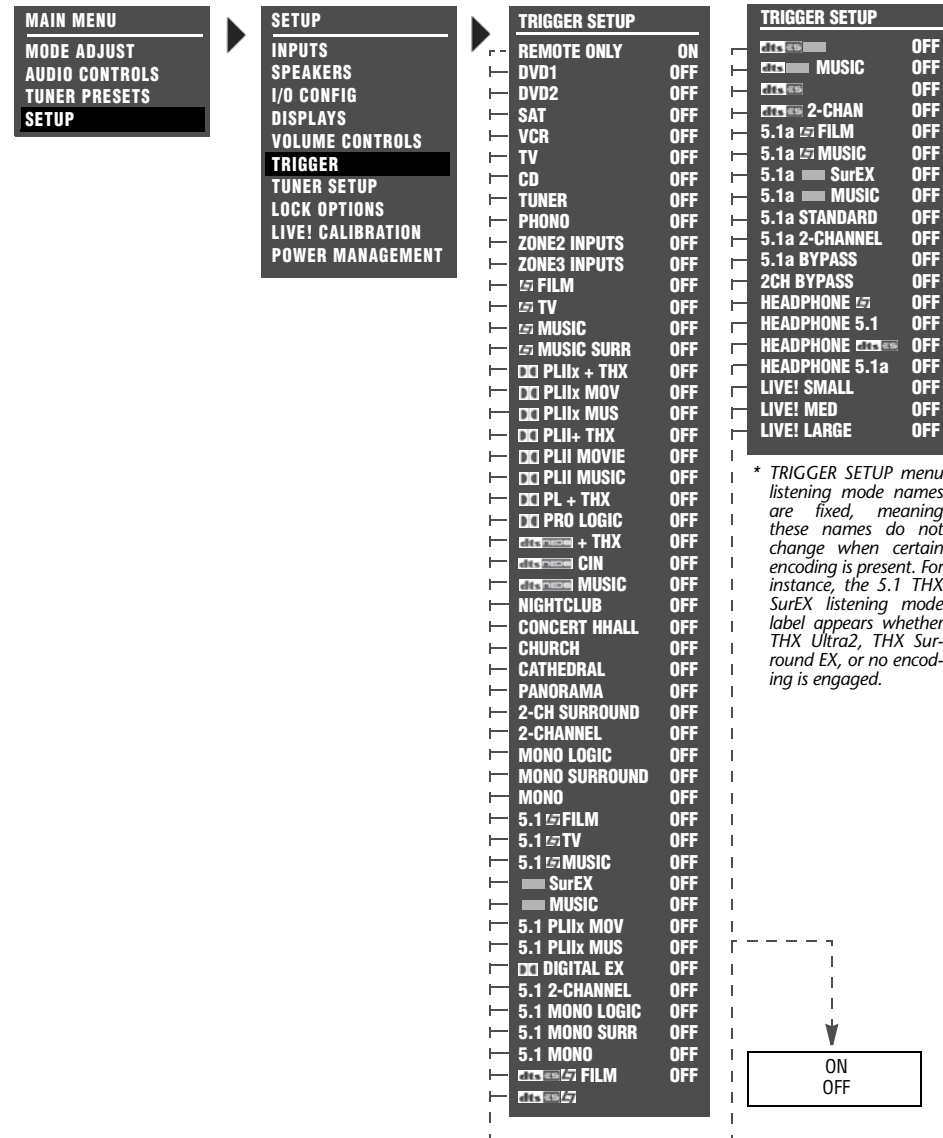 MAIN MENU
MODE ADJUST
AUDIO CONTROLS
TUNER PRESETS
SETUP
SETUP
INPUTS
SPEAKERS
I/O CONFIG
DISPLAYS
VOLUME CONTROLS
TRIGGER
TUNER SETUP
LOCK OPTIONS
LIVE! CALIBRATION
POWER MANAGEMENT
TRIGGER SETUP
REMOTE ONLY ON
DVD1 OFF
DVD2 OFF
SAT OFF
VCR OFF
TV OFF
CD OFF
TUNER OFF
PHONO OFF
ZONE2 INPUTS OFF
ZONE3 INPUTS OFF
FILM OFF
TV OFF
MUSIC OFF
MUSIC SURR OFF
PLIIx + THX OFF
PLIIx MOV OFF
PLIIx MUS OFF
PLII+ THX OFF
PLII MOVIE OFF
PLII MUSIC OFF
PL + THX OFF
PRO LOGIC OFF
dts NEO:6 + THX OFF
dts NEO:6 CIN OFF
dts NEO:6 MUSIC OFF
NIGHTCLUB OFF
CONCERT HHALL OFF
CHURCH OFF
CATHEDRAL OFF
PANORAMA OFF
2-CH SURROUND OFF
2-CHANNEL OFF
MONO LOGIC OFF
MONO SURROUND OFF
MONO OFF
5.1 FILM OFF
5.1 TV OFF
5.1 MUSIC OFF
SurEX OFF
MUSIC OFF
5.1 PLIIx MOV OFF
5.1 PLIIx MUS OFF
DIGITAL EX OFF
5.1 2-CHANNEL OFF
5.1 MONO LOGIC OFF
5.1 MONO SURR OFF
5.1 MONO OFF
dts ES FILM OFF
dts ES
TRIGGER SETUP
dts ES OFF
dts MUSIC OFF
dts ES OFF
dts ES 2-CHAN OFF
5.1a FILM OFF
5.1a MUSIC OFF
5.1a SurEX OFF
5.1a MUSIC OFF
5.1a STANDARD OFF
5.1a 2-CHANNEL OFF
5.1a BYPASS OFF
2CH BYPASS OFF
HEADPHONE OFF
HEADPHONE 5.1 OFF
HEADPHONE dts ES OFF
HEADPHONE 5.1a OFF
LIVE! SMALL OFF
LIVE! MED OFF
LIVE! LARGE OFF
* TRIGGER SETUP menu
listening mode names
are fixed, meaning
these names do not
change when certain
encoding is present. For
instance, the 5.1 THX
SurEX listening mode
label appears whether
THX Ultra2, THX Sur-
round EX, or no encod-
ing is engaged.
ON
OFF